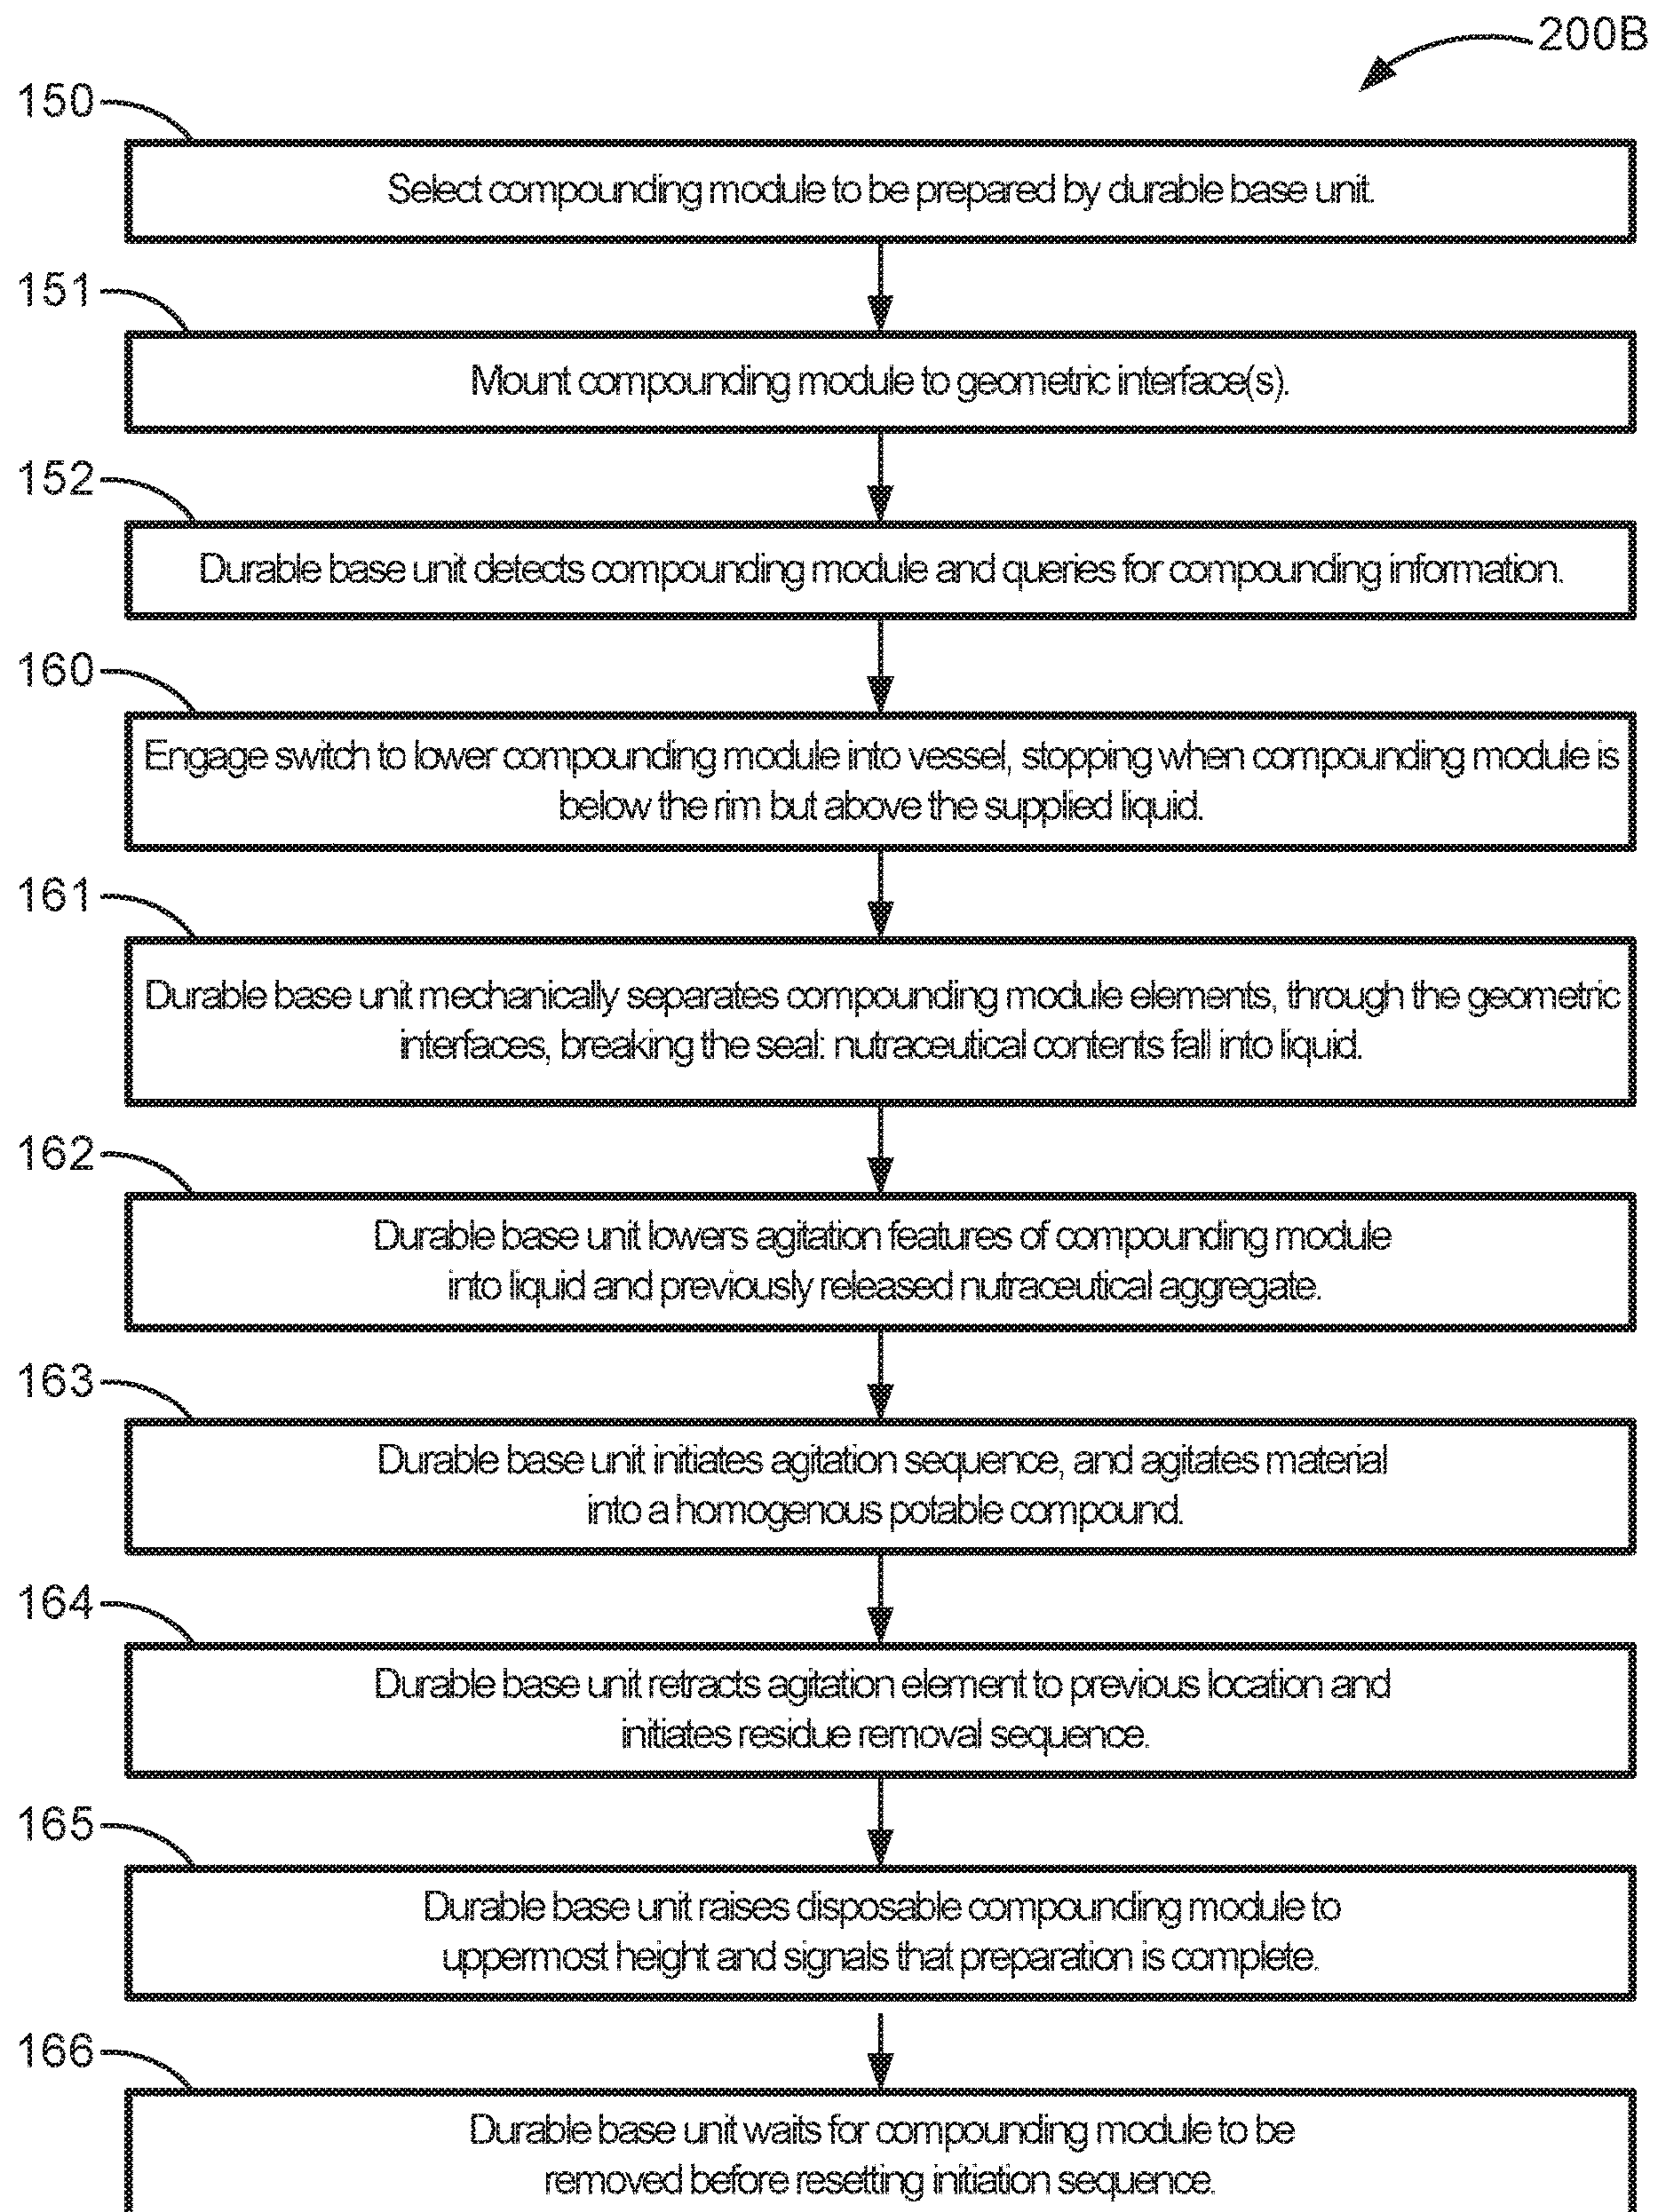 200B
150
Select compounding module to be prepared by durable base unit.
151
Mount compounding module to geometric interface(s).
152
Durable base unit detects compounding module and queries for compounding information.
160
Engage switch to lower compounding module into vessel, stopping when compounding module is
below the rim but above the supplied liquid.
161
Durable base unit mechanically separates compounding module elements, through the geometric
interfaces, breaking the seal: nutraceutical contents fall into liquid.
162
Durable base unit lowers agitation features of compounding module
into liquid and previously released nutraceutical aggregate.
163
Durable base unit initiates agitation sequence, and agitates material
into a homogenous potable compound.
164
Durable base unit retracts agitation element to previous location and
initiates residue removal sequence.
165
Durable base unit raises disposable compounding module to
uppermost height and signals that preparation is complete.
166
Durable base unit waits for compounding module to be
removed before resetting initiation sequence.